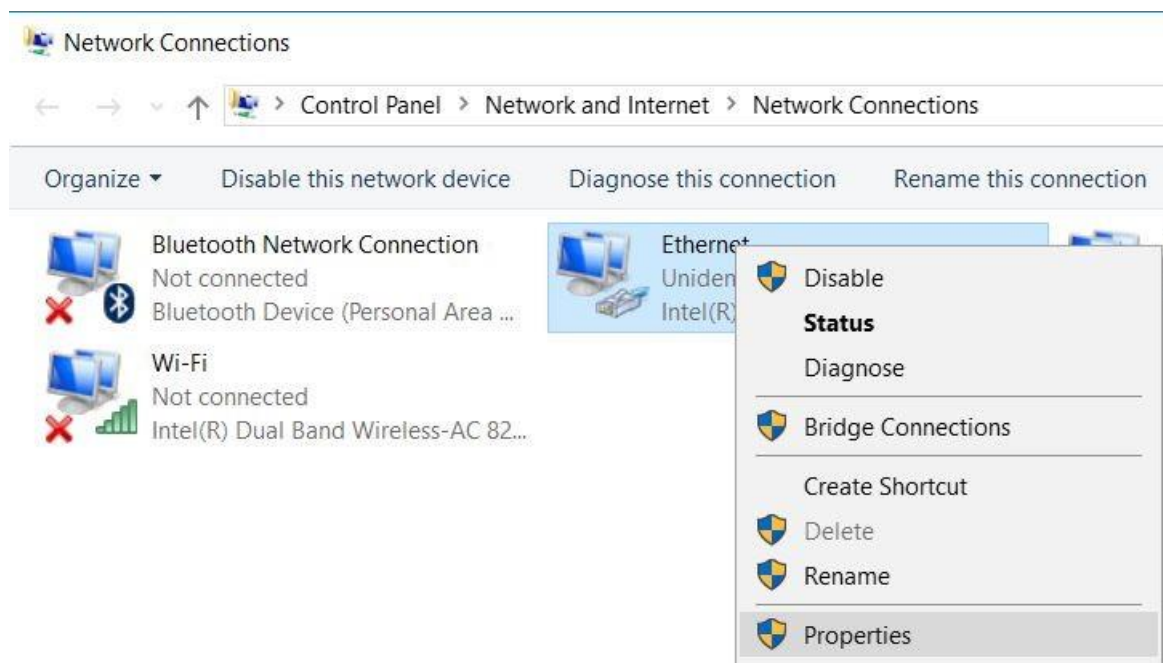 Network Connections
Control Panel > Network and Internet > Network Connections
Organize Disable this network device Diagnose this connection Rename this connection
Bluetooth Network Connection
Not connected
Bluetooth Device (Personal Area ...
Ethernet
Uniden
Intel(R)
Wi-Fi
Not connected
Intel(R) Dual Band Wireless-AC 82...
Disable
Status
Diagnose
Bridge Connections
Create Shortcut
Delete
Rename
Properties